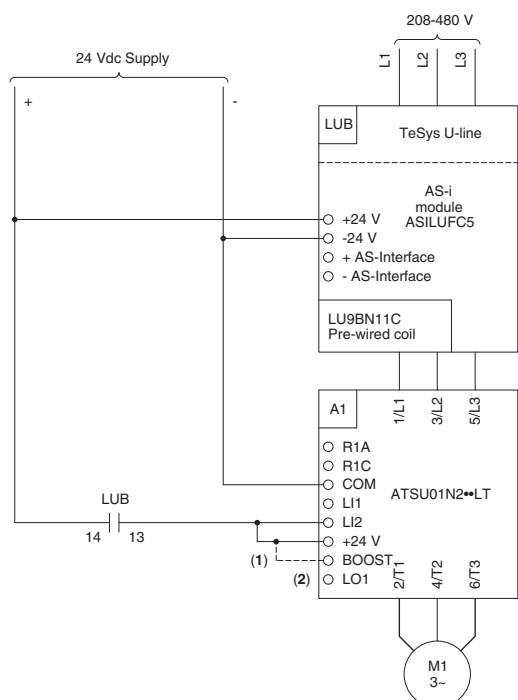 208-480 V
L1
L2
L3
24 Vdc Supply
+
-
LUB
TeSys U-line
AS-i
module
ASILUFC5
+24 V
-24 V
+ AS-Interface
- AS-Interface
LU9BN11C
Pre-wired coil
A1
1/L1
3/L2
5/L3
R1A
R1C
COM
LI1
LI2
+24 V
BOOST
LO1
ATSU01N2••LT
LUB
14
13
(1)
(2)
2/T1
4/T2
6/T3
M1
3~